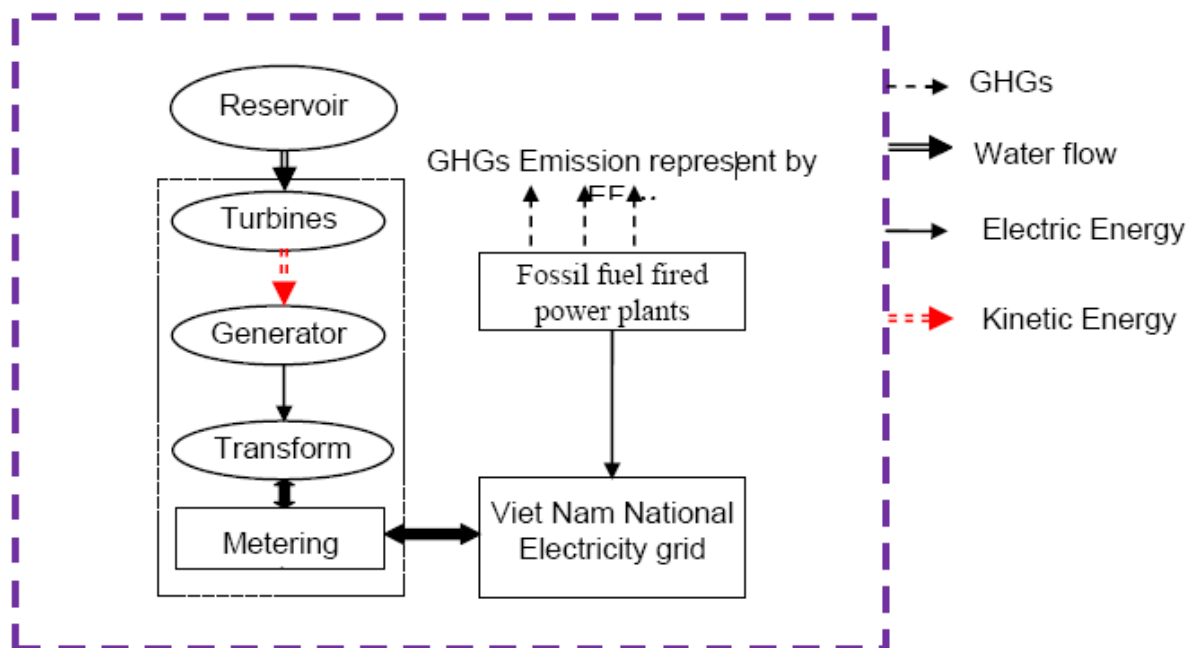 Reservoir
Turbines
Generator
Transform
Metering
GHGs Emission represent by
Fossil fuel fired
power plants
Viet Nam National
Electricity grid
GHGs
Water flow
Electric Energy
Kinetic Energy